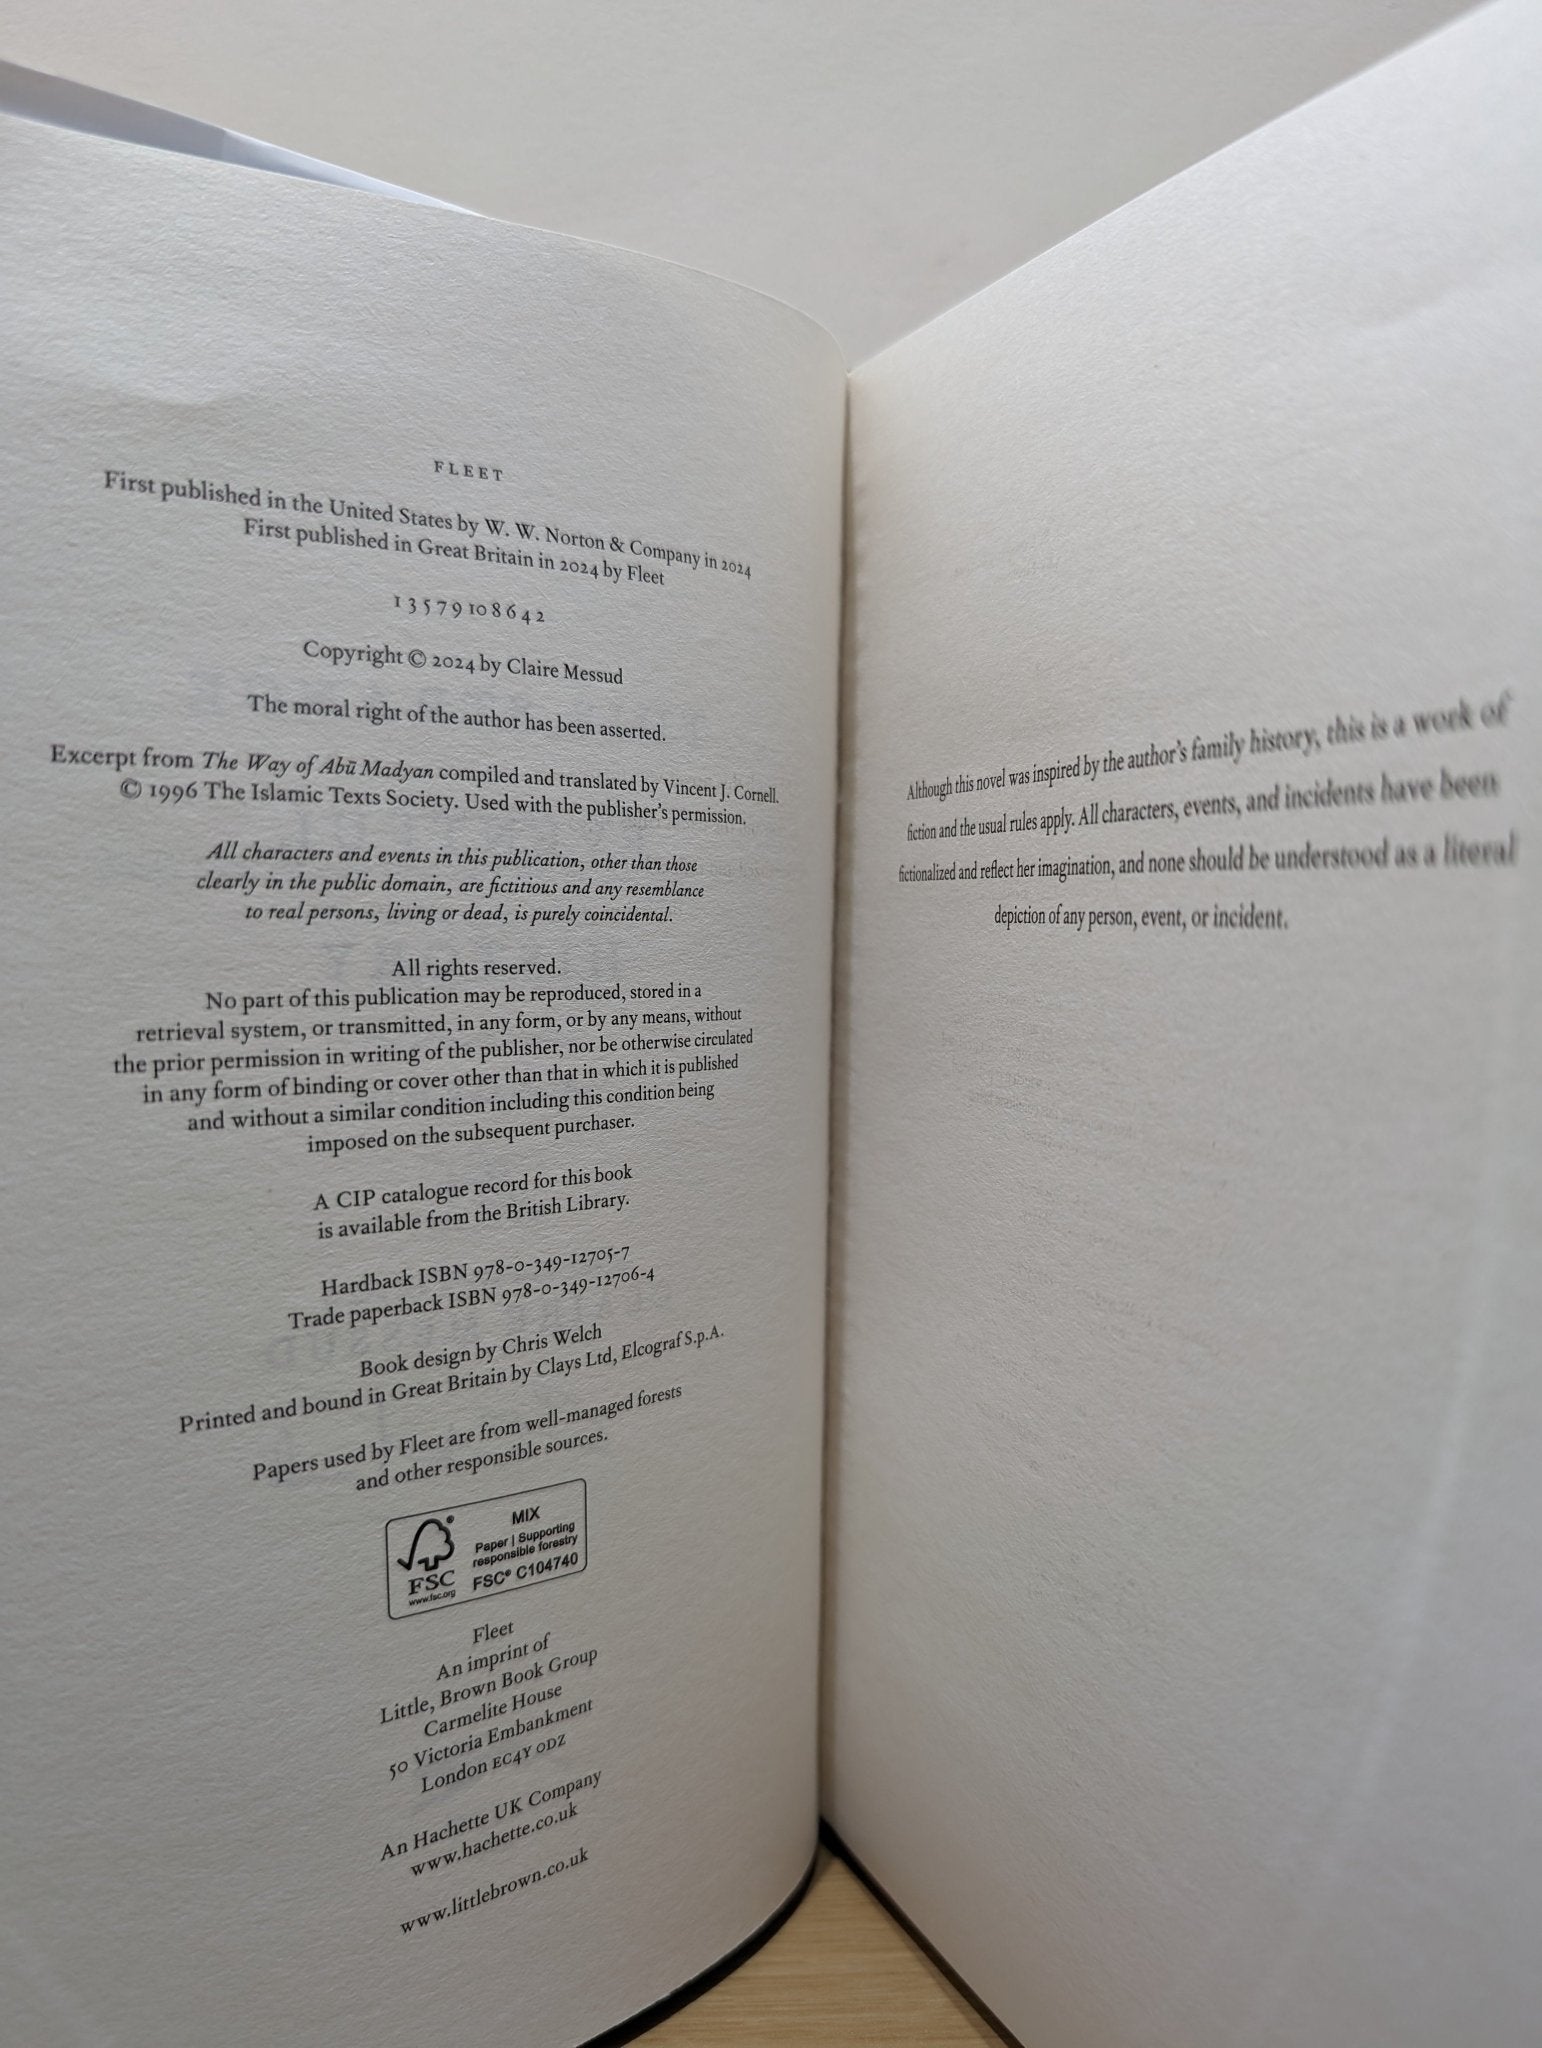 FLEET
First published in the United States by W. W. Norton & Company in 2024
First published in Great Britain in 2024 by Fleet
1 3 5 7 9 10 8 6 4 2
Copyright © 2024 by Claire Messud
The moral right of the author has been asserted.
Excerpt from The Way of Abū Madyan compiled and translated by Vincent J. Cornell.
© 1996 The Islamic Texts Society. Used with the publisher's permission.
All characters and events in this publication, other than those
clearly in the public domain, are fictitious and any resemblance
to real persons, living or dead, is purely coincidental.
All rights reserved.
No part of this publication may be reproduced, stored in a
retrieval system, or transmitted, in any form, or by any means, without
the prior permission in writing of the publisher, nor be otherwise circulated
in any form of binding or cover other than that in which it is published
and without a similar condition including this condition being
imposed on the subsequent purchaser.
A CIP catalogue record for this book
is available from the British Library.
Hardback ISBN 978-0-349-12705-7
Trade paperback ISBN 978-0-349-12706-4
Book design by Chris Welch
Printed and bound in Great Britain by Clays Ltd, Elcograf S.p.A.
Papers used by Fleet are from well-managed forests
and other responsible sources.
FSC
www.fsc.org
MIX
Paper | Supporting
responsible forestry
FSC® C104740
Fleet
An imprint of
Little, Brown Book Group
Carmelite House
50 Victoria Embankment
London EC4Y 0DZ
An Hachette UK Company
www.hachette.co.uk
www.littlebrown.co.uk
Although this novel was inspired by the author's family history, this is a work of
fiction and the usual rules apply. All characters, events, and incidents have been
fictionalized and reflect her imagination, and none should be understood as a literal
depiction of any person, event, or incident.